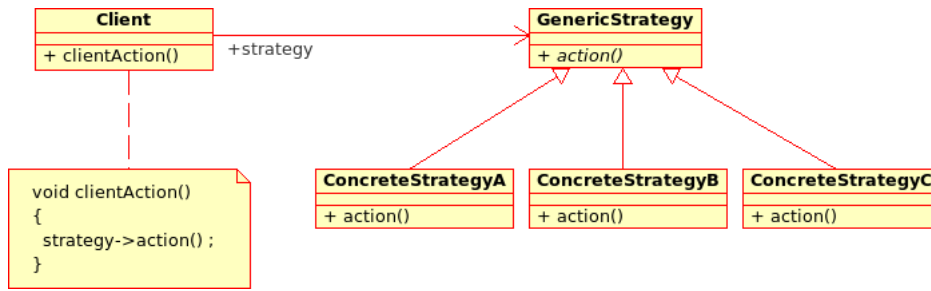 Client
+ clientAction()
+strategy
GenericStrategy
+ action()
void clientAction()
{
strategy->action() ;
}
ConcreteStrategyA
+ action()
ConcreteStrategyB
+ action()
ConcreteStrategyC
+ action()